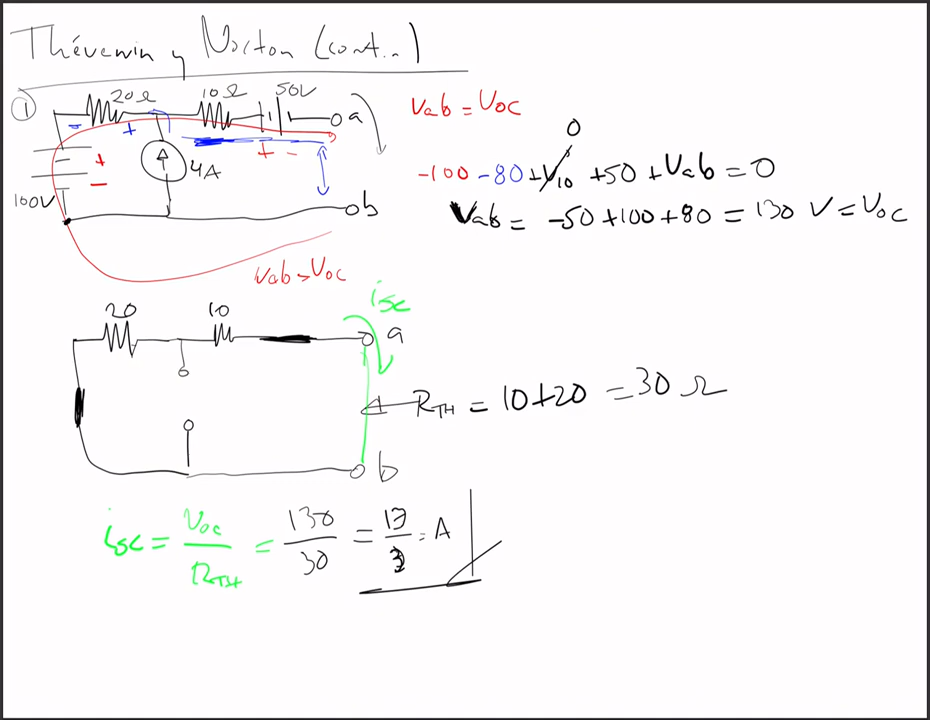 Thévenin y Norton (cont..)
① 20Ω 10Ω 50V a
- + + -
+ - 4A
100V b
Vab = Voc
Vab = Voc
0
-100 -80 + V10 +50 + Vab = 0
Vab = -50 +100 +80 = 130 V = Voc
20 10 isc
a
RTH = 10+20 = 30 Ω
b
isc = Voc/RTH = 130/30 = 13/3 = A